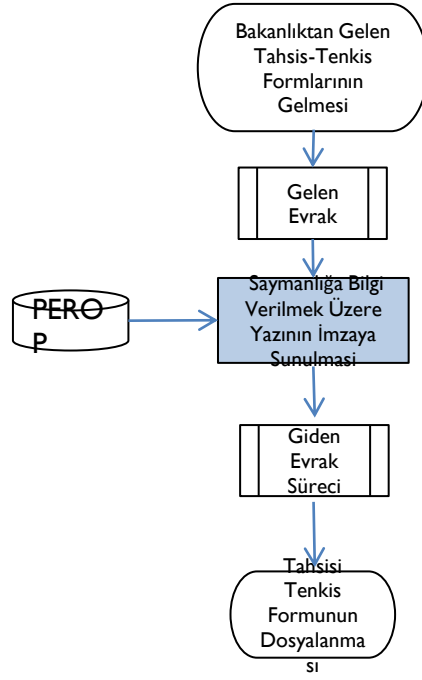 Bakanlıktan Gelen
Tahsis-Tenkis
Formlarının
Gelmesi
Gelen
Evrak
Saymanlığa Bilgi
Verilmek Üzere
Yazının İmzaya
Sunulmasi
PERO
P
Giden
Evrak
Süreci
Tahsisi
Tenkis
Formunun
Dosyalanma
sı